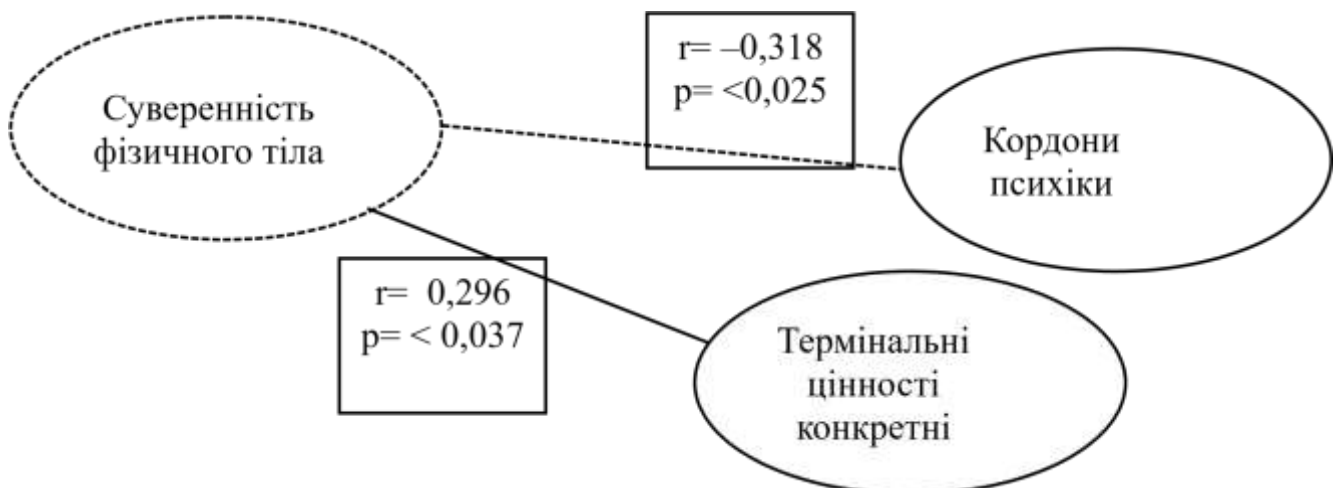 Суверенність
фізичного тіла
r= –0,318
p= <0,025
Кордони
психіки
r= 0,296
p= < 0,037
Термінальні
цінності
конкретні